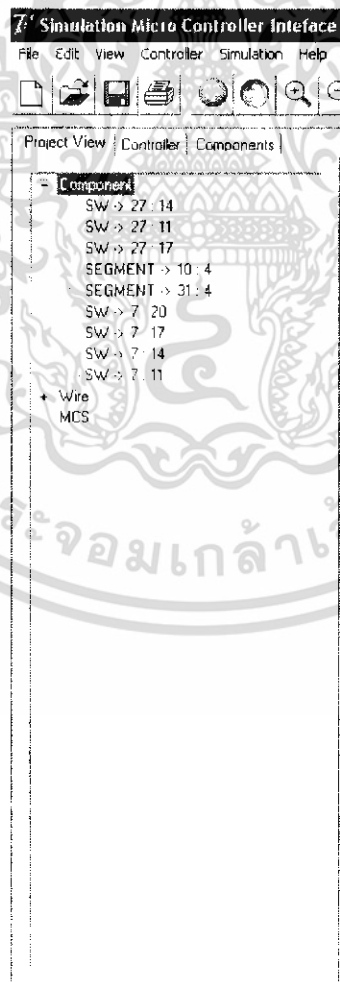 Simulation Micro Controller Inteface
File Edit View Controller Simulation Help
Project View Controller Components
- Component
SW -> 27 : 14
SW -> 27 : 11
SW -> 27 : 17
SEGMENT -> 10 : 4
SEGMENT -> 31 : 4
SW -> 7 : 20
SW -> 7 : 17
SW -> 7 : 14
SW -> 7 : 11
+ Wire
MCS